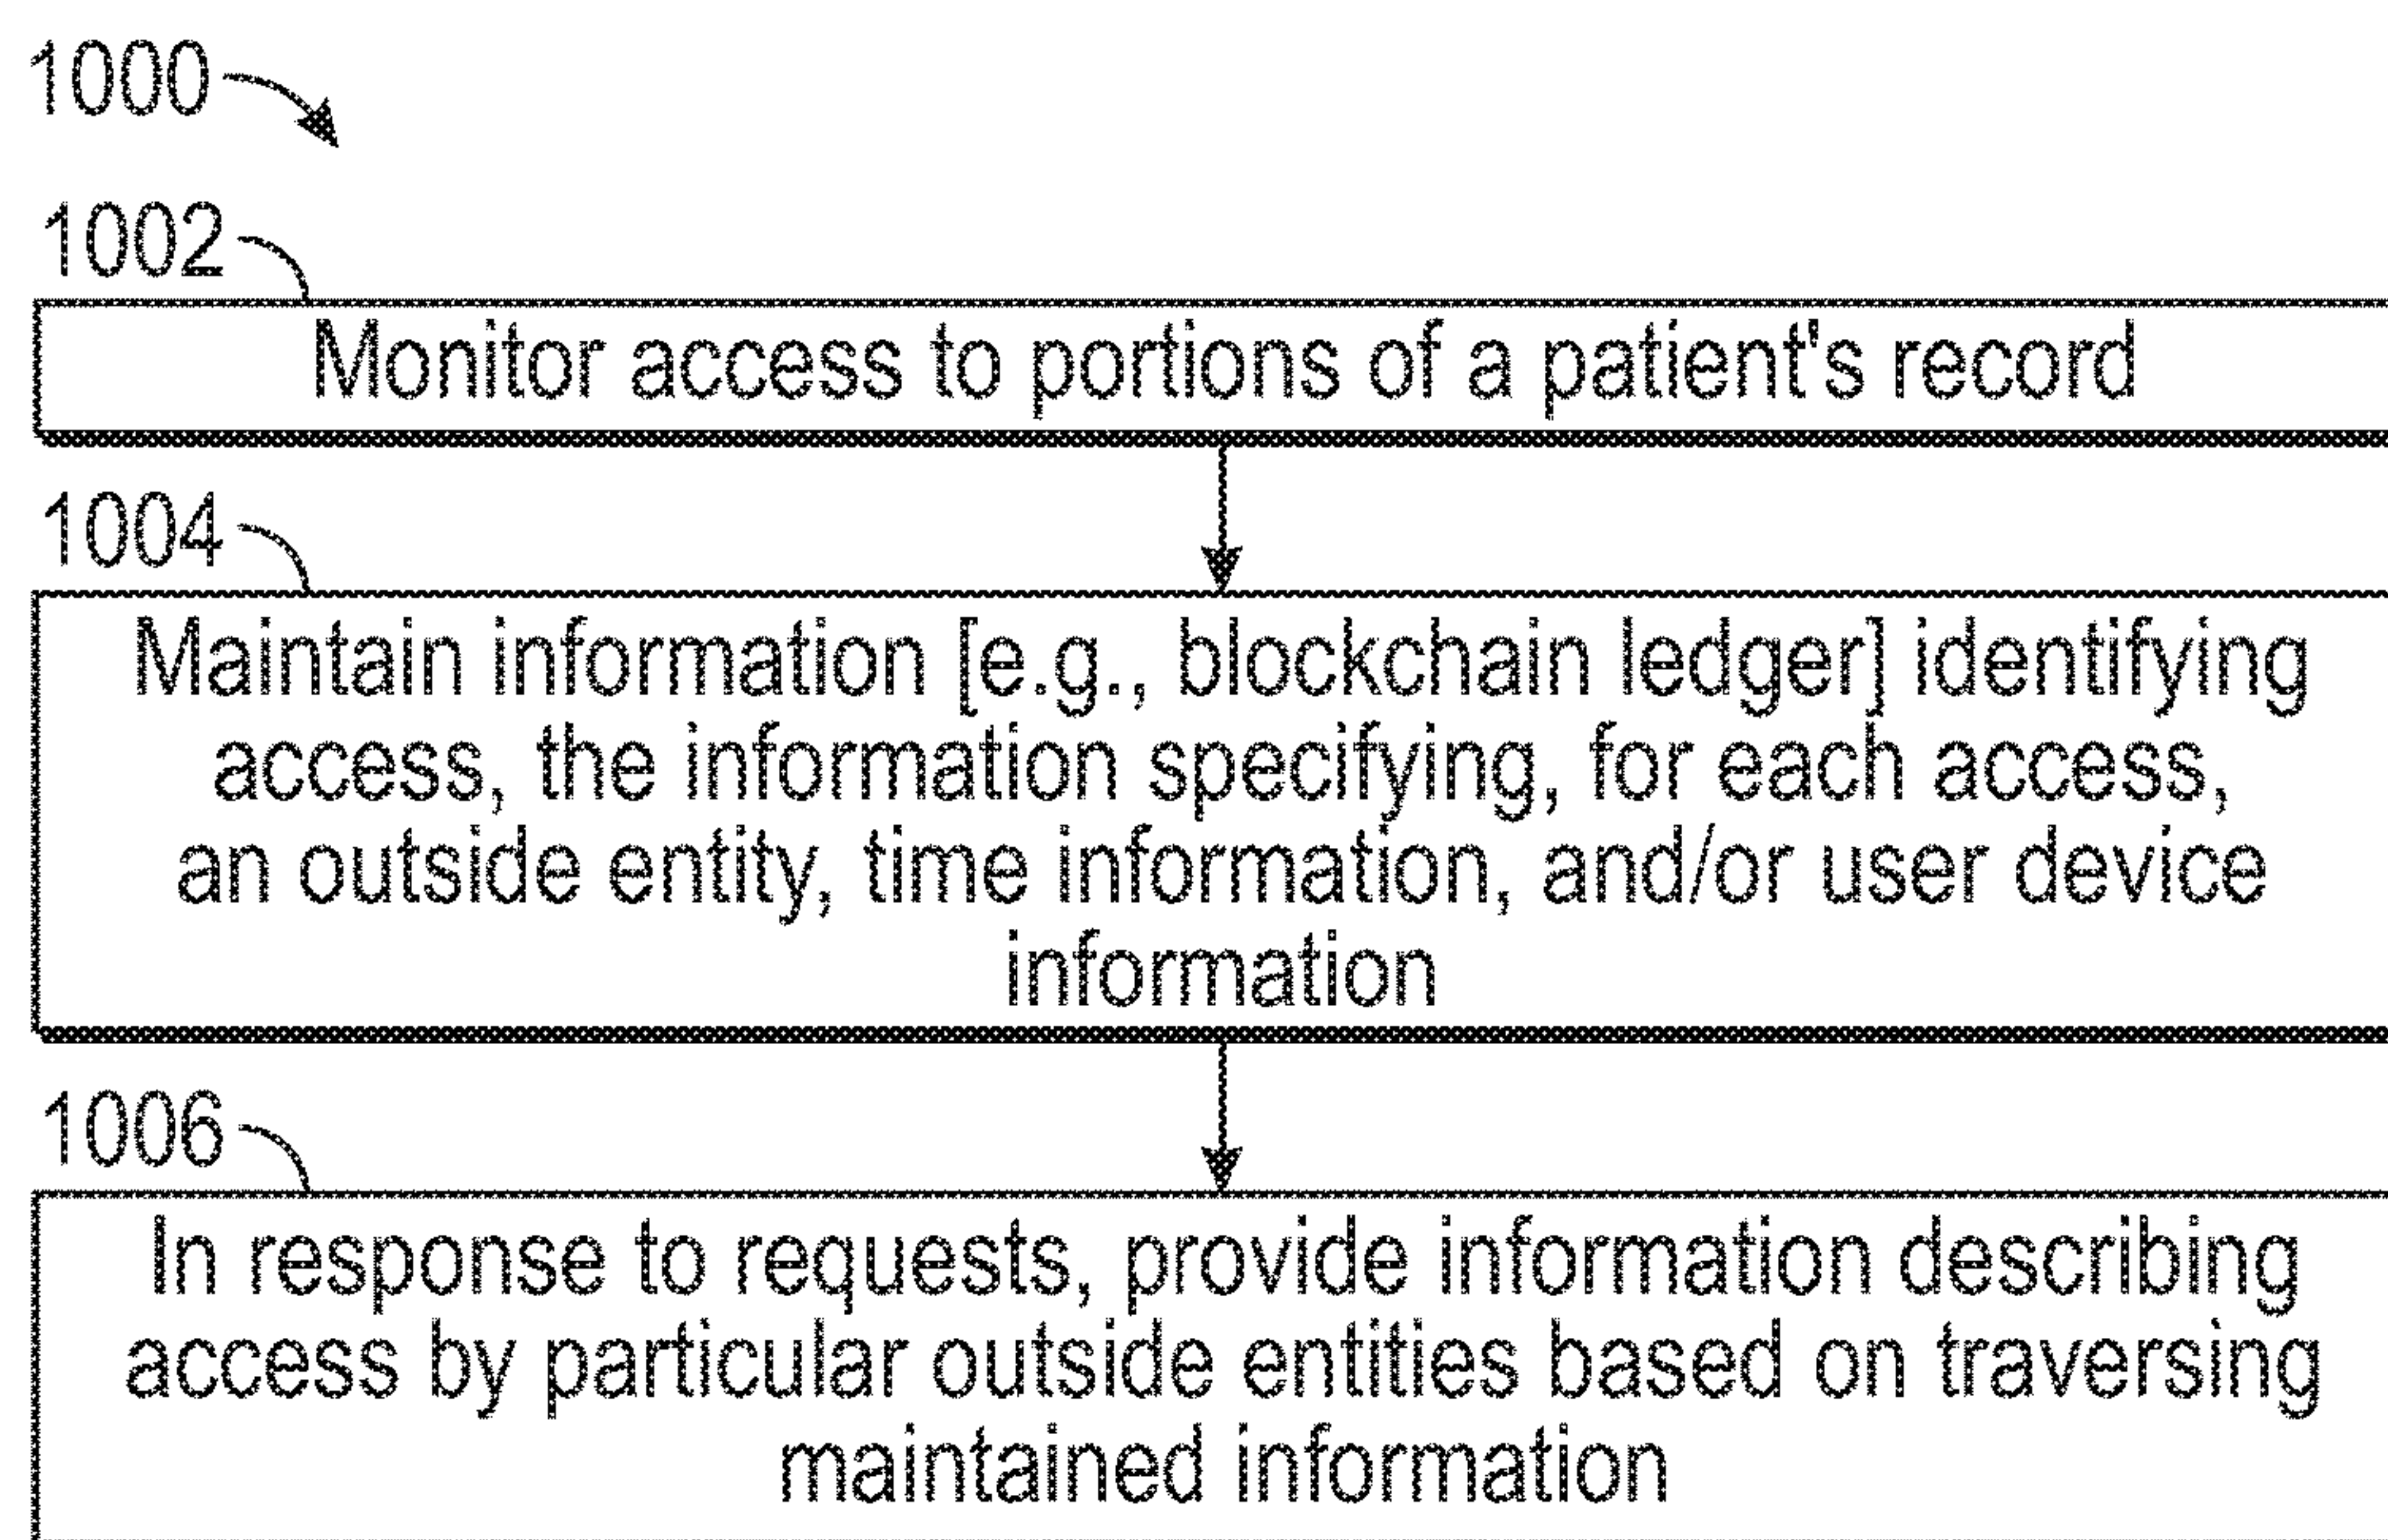 1000
1002
Monitor access to portions of a patient's record
1004
Maintain information [e.g., blockchain ledger] identifying
access, the information specifying, for each access,
an outside entity, time information, and/or user device
information
1006
In response to requests, provide information describing
access by particular outside entities based on traversing
maintained information